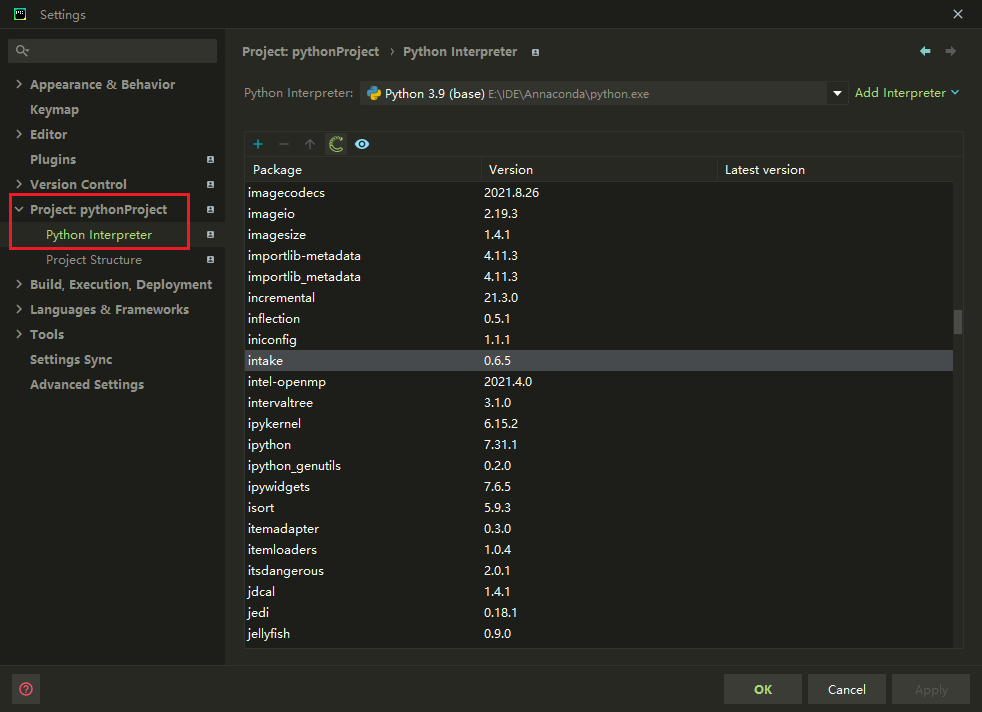 Settings
Appearance & Behavior
Keymap
Editor
Plugins
Version Control
Project: pythonProject
Python Interpreter
Project Structure
Build, Execution, Deployment
Languages & Frameworks
Tools
Settings Sync
Advanced Settings
Project: pythonProject › Python Interpreter
Python Interpreter: Python 3.9 (base) E:\IDE\Annaconda\python.exe Add Interpreter
Package Version Latest version
imagecodecs 2021.8.26
imageio 2.19.3
imagesize 1.4.1
importlib-metadata 4.11.3
importlib_metadata 4.11.3
incremental 21.3.0
inflection 0.5.1
iniconfig 1.1.1
intake 0.6.5
intel-openmp 2021.4.0
intervaltree 3.1.0
ipykernel 6.15.2
ipython 7.31.1
ipython_genutils 0.2.0
ipywidgets 7.6.5
isort 5.9.3
itemadapter 0.3.0
itemloaders 1.0.4
itsdangerous 2.0.1
jdcal 1.4.1
jedi 0.18.1
jellyfish 0.9.0
OK Cancel Apply